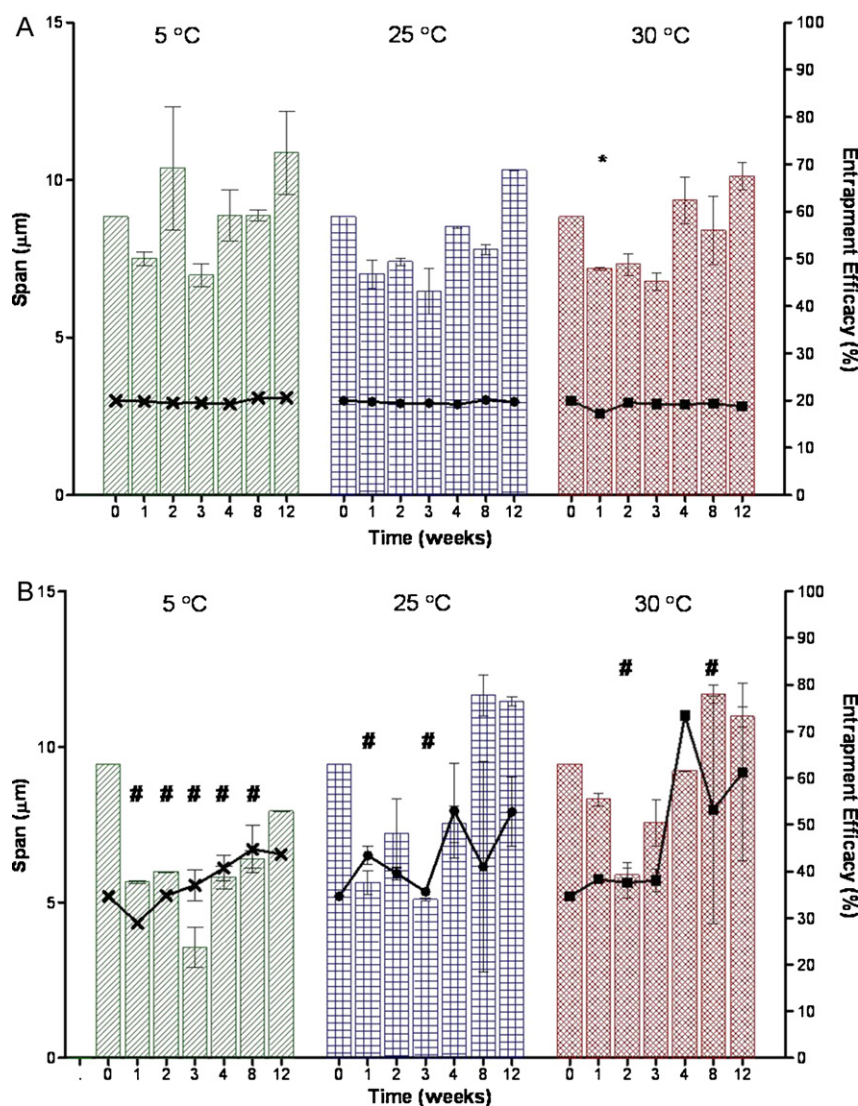 A
5 °C 25 °C 30 °C
15 10 5 0
Span (μm)
*
100 90 80 70 60 50 40 30 20 10 0
Entrapment Efficacy (%)
0 1 2 3 4 8 12 0 1 2 3 4 8 12 0 1 2 3 4 8 12
Time (weeks) Time (weeks)
B
5 °C 25 °C 30 °C
15 10 5 0
Span (μm)
# # # # # # # # #
100 90 80 70 60 50 40 30 20 10 0
Entrapment Efficacy (%)
. 0 1 2 3 4 8 12 0 1 2 3 4 8 12 0 1 2 3 4 8 12
Time (weeks) Time (weeks)